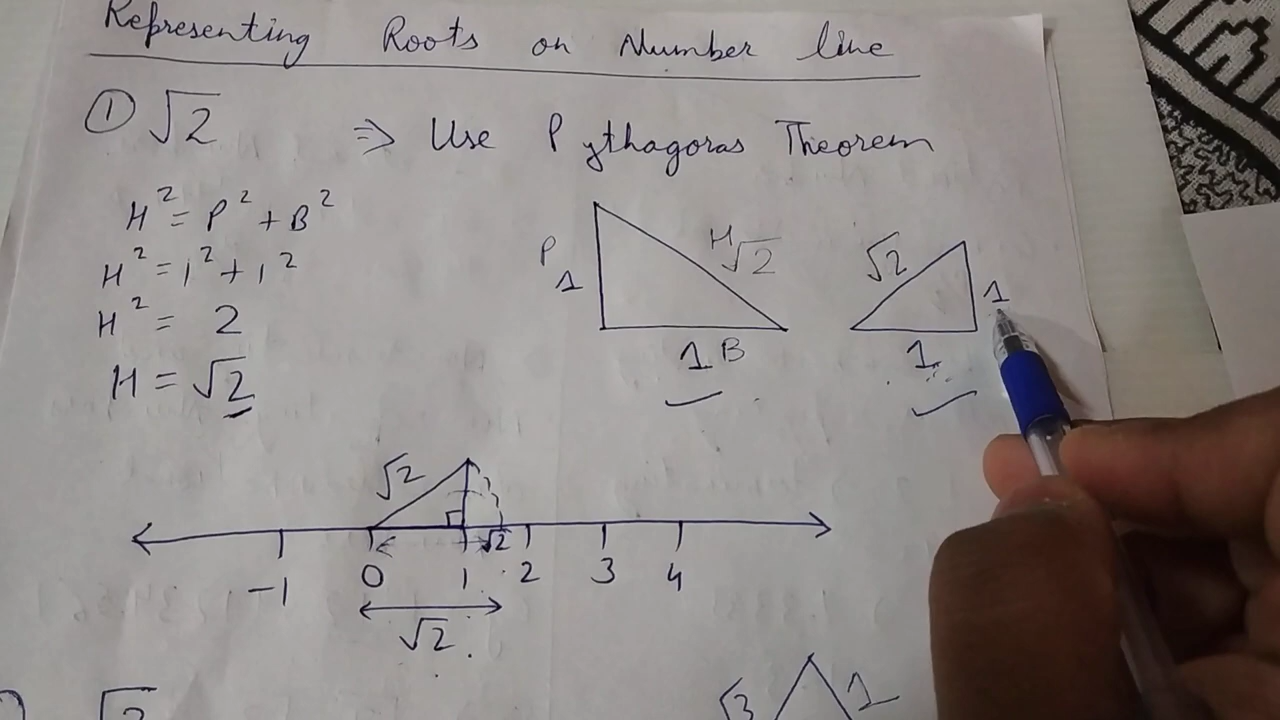 Representing Roots on Number line
① √2 ⇒ Use Pythagoras Theorem
H² = P² + B²
H² = 1² + 1²
H² = 2
H = √2
P
1
H √2
1 B
√2
1
1
√2
√2
-1 0 1 2 3 4
√2
√3 1